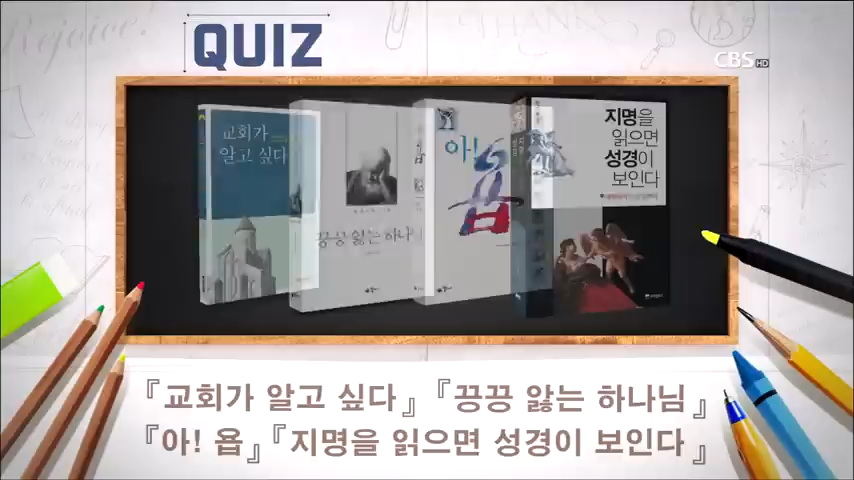 Rejoice!
THANKS
QUIZ
CBS HD
교회가
알고 싶다
끙끙 앓는 하나님
아!
욥
지명을
읽으면
성경이
보인다
『교회가 알고 싶다』 『끙끙 앓는 하나님』
『아! 욥』 『지명을 읽으면 성경이 보인다』